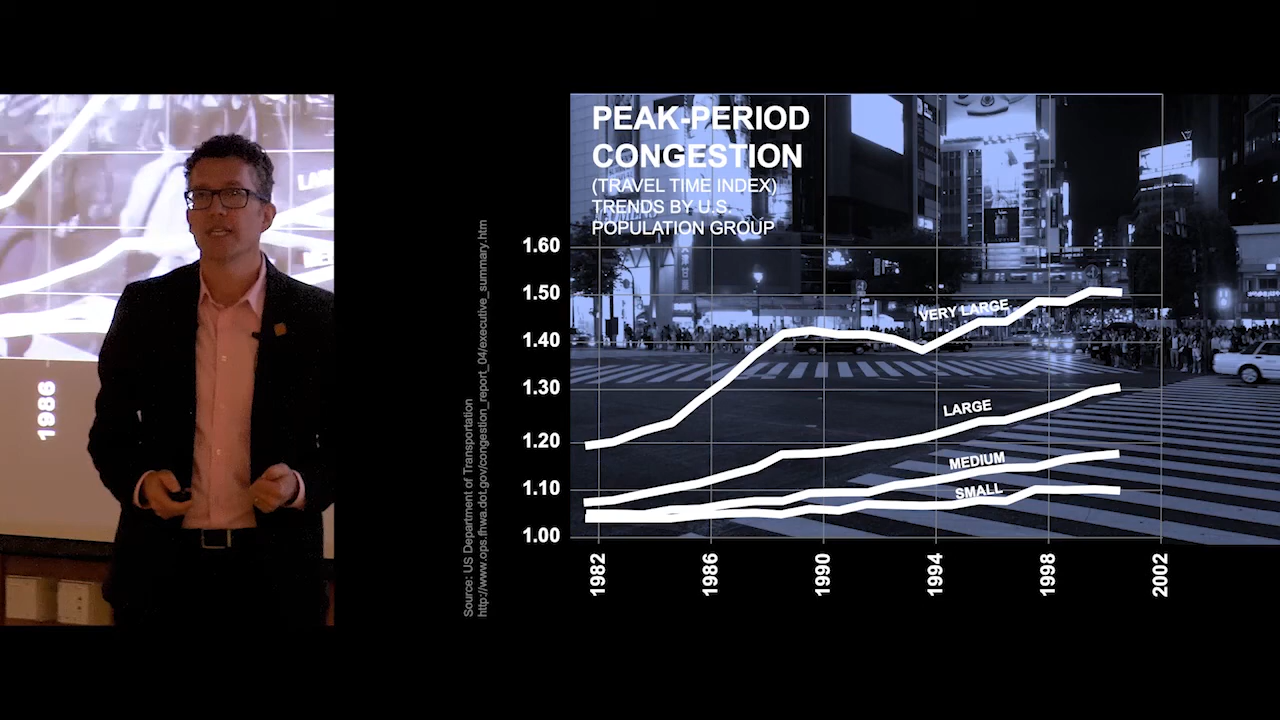 PEAK-PERIOD
CONGESTION
(TRAVEL TIME INDEX)
TRENDS BY U.S.
POPULATION GROUP
1.60
1.50
1.40
1.30
1.20
1.10
1.00
VERY LARGE
LARGE
MEDIUM
SMALL
1982
1986
1990
1994
1998
2002
Source: US Department of Transportation
http://www.ops.fhwa.dot.gov/congestion_report_04/executive_summary.htm
1986